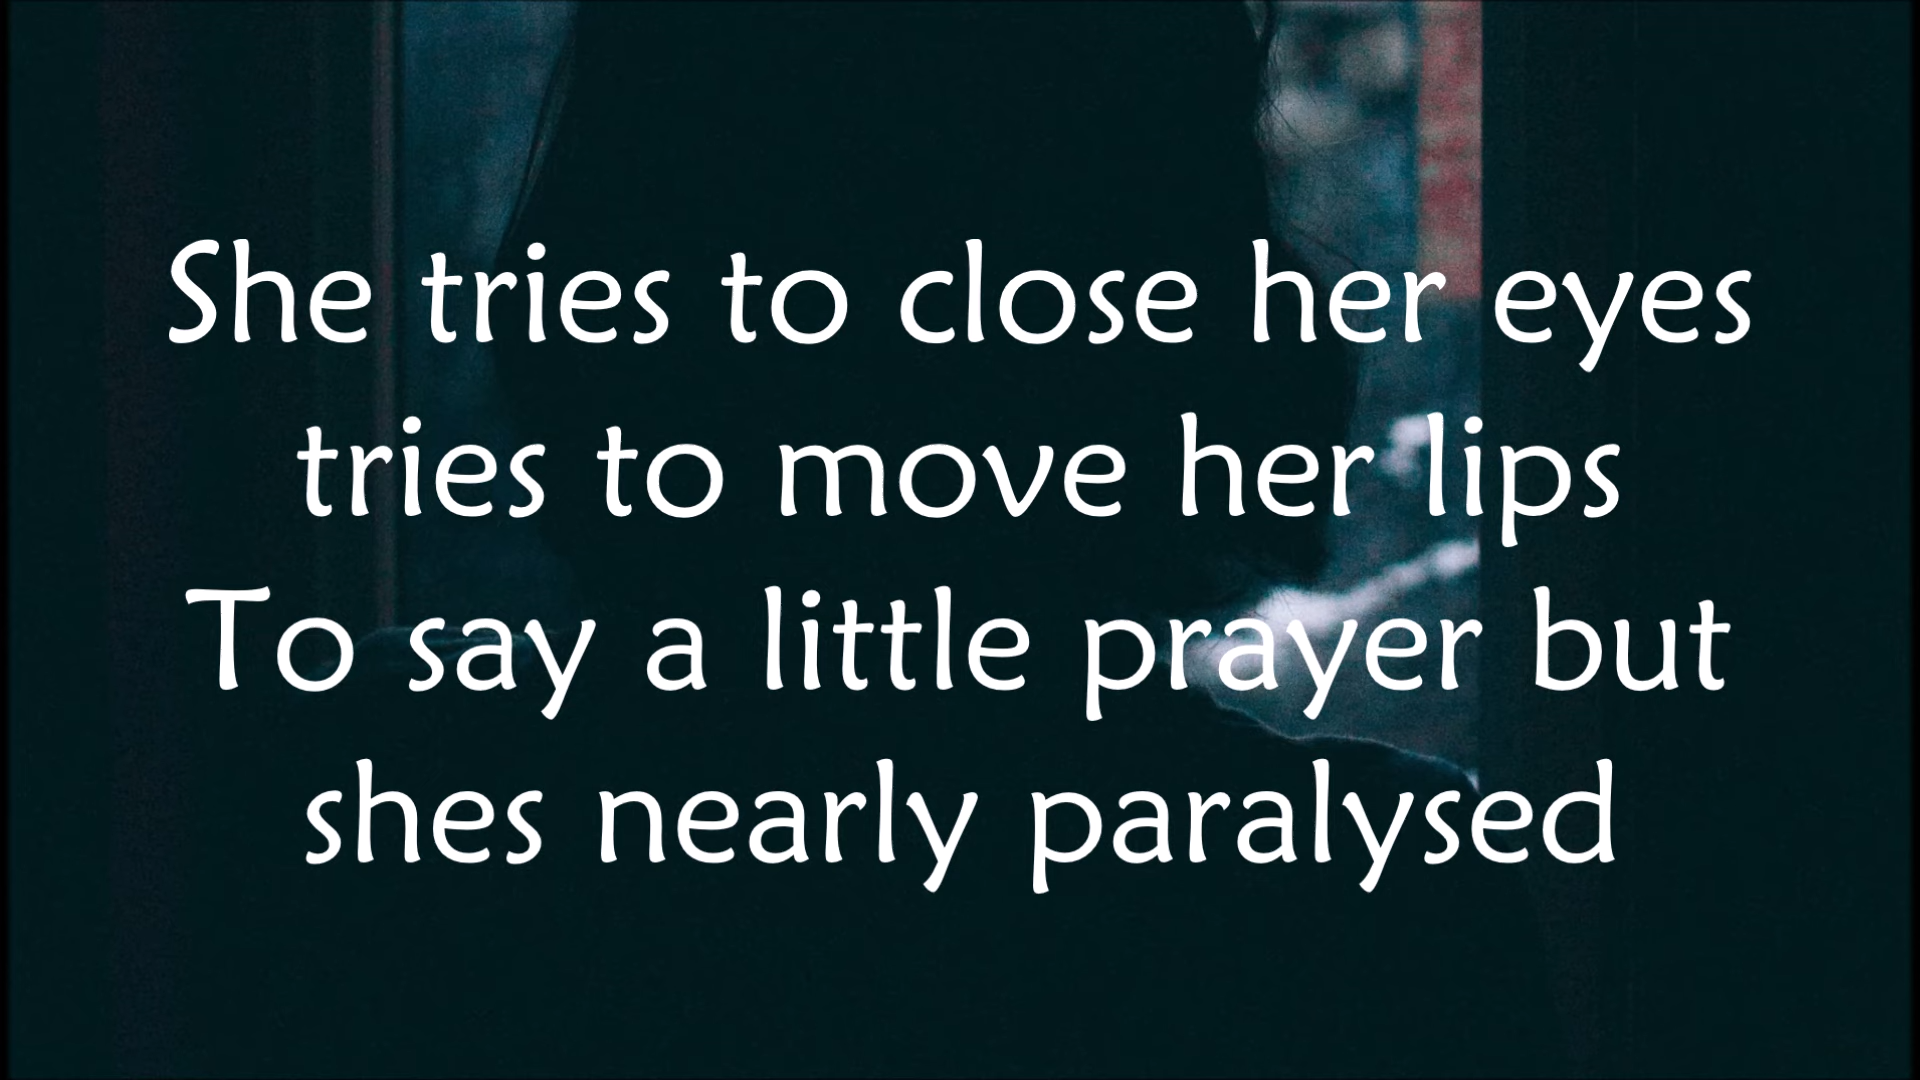 She tries to close her eyes
tries to move her lips
To say a little prayer but
shes nearly paralysed